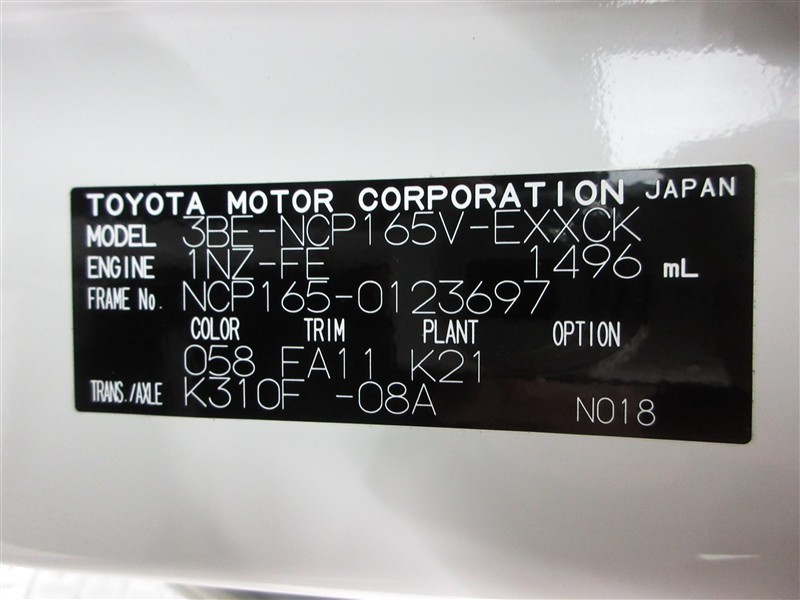 TOYOTA MOTOR CORPORATION JAPAN
MODEL 3BE-NCP165V-EXXCK
ENGINE 1NZ-FE 1496 mL
FRAME No. NCP165-0123697
COLOR TRIM PLANT OPTION
058 FA11 K21
TRANS./AXLE K310F -08A N018